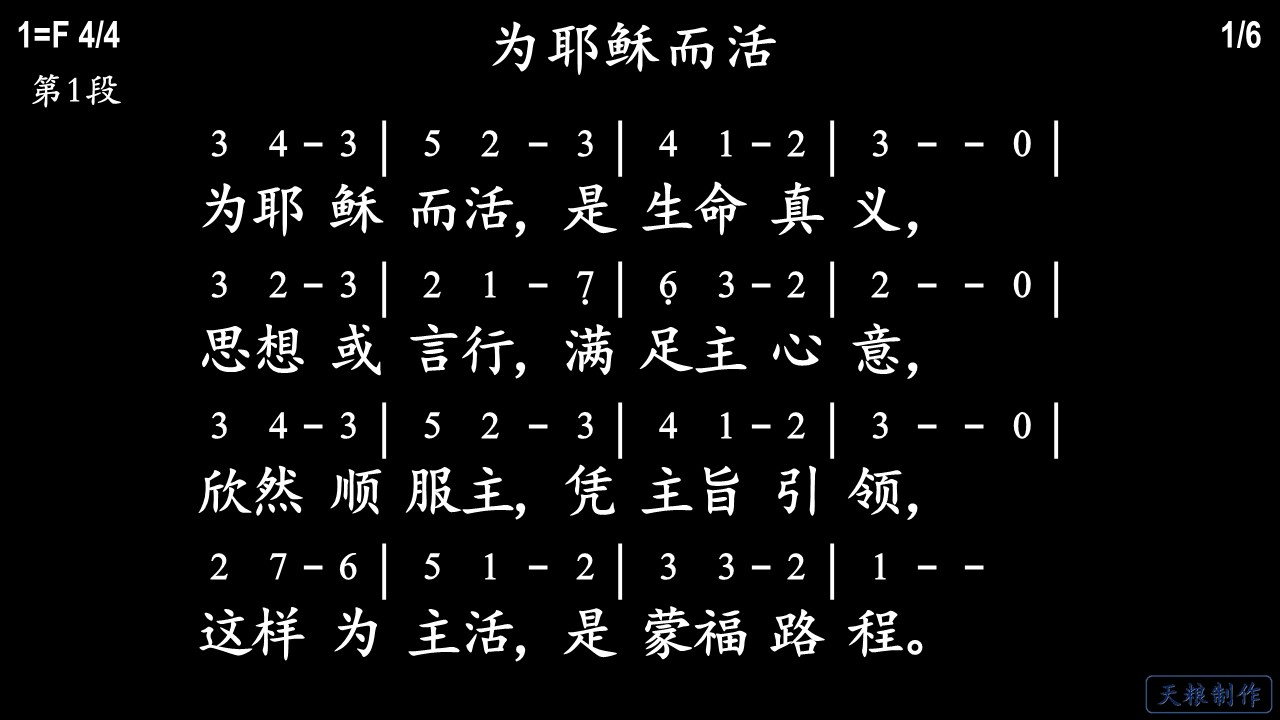 1=F 4/4
为耶稣而活
1/6
第1段
3 4 - 3 | 5 2 - 3 | 4 1 - 2 | 3 - - 0 |
为耶 稣 而活, 是 生命 真 义,
3 2 - 3 | 2 1 - 7̣ | 6̣ 3 - 2 | 2 - - 0 |
思想 或 言行, 满 足主 心 意,
3 4 - 3 | 5 2 - 3 | 4 1 - 2 | 3 - - 0 |
欣然 顺 服主, 凭 主旨 引 领,
2 7 - 6 | 5 1 - 2 | 3 3 - 2 | 1 - -
这样 为 主活, 是 蒙福 路 程。
天粮制作